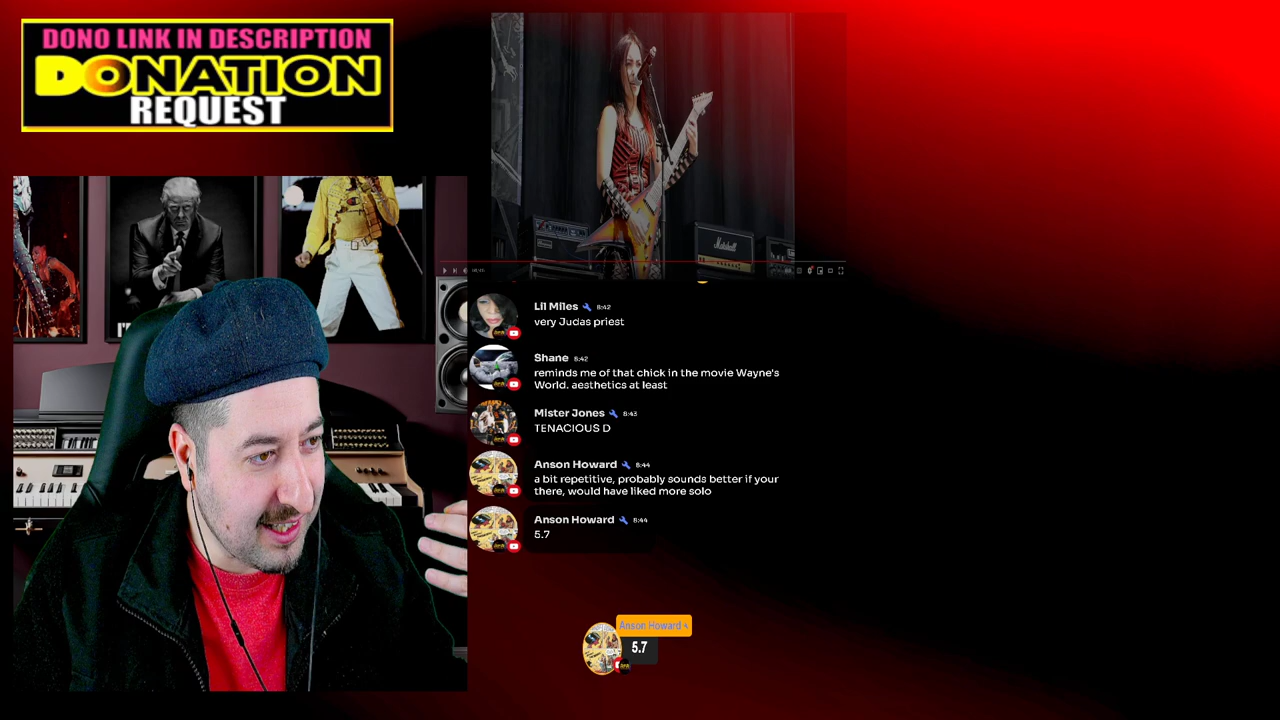 DONO LINK IN DESCRIPTION
DONATION
REQUEST
Marshall
Lil Miles 8:42
very Judas priest
Shane 8:42
reminds me of that chick in the movie Wayne's
World. aesthetics at least
Mister Jones 8:43
TENACIOUS D
Anson Howard 8:44
a bit repetitive, probably sounds better if your
there, would have liked more solo
Anson Howard 8:44
5.7
Anson Howard
5.7